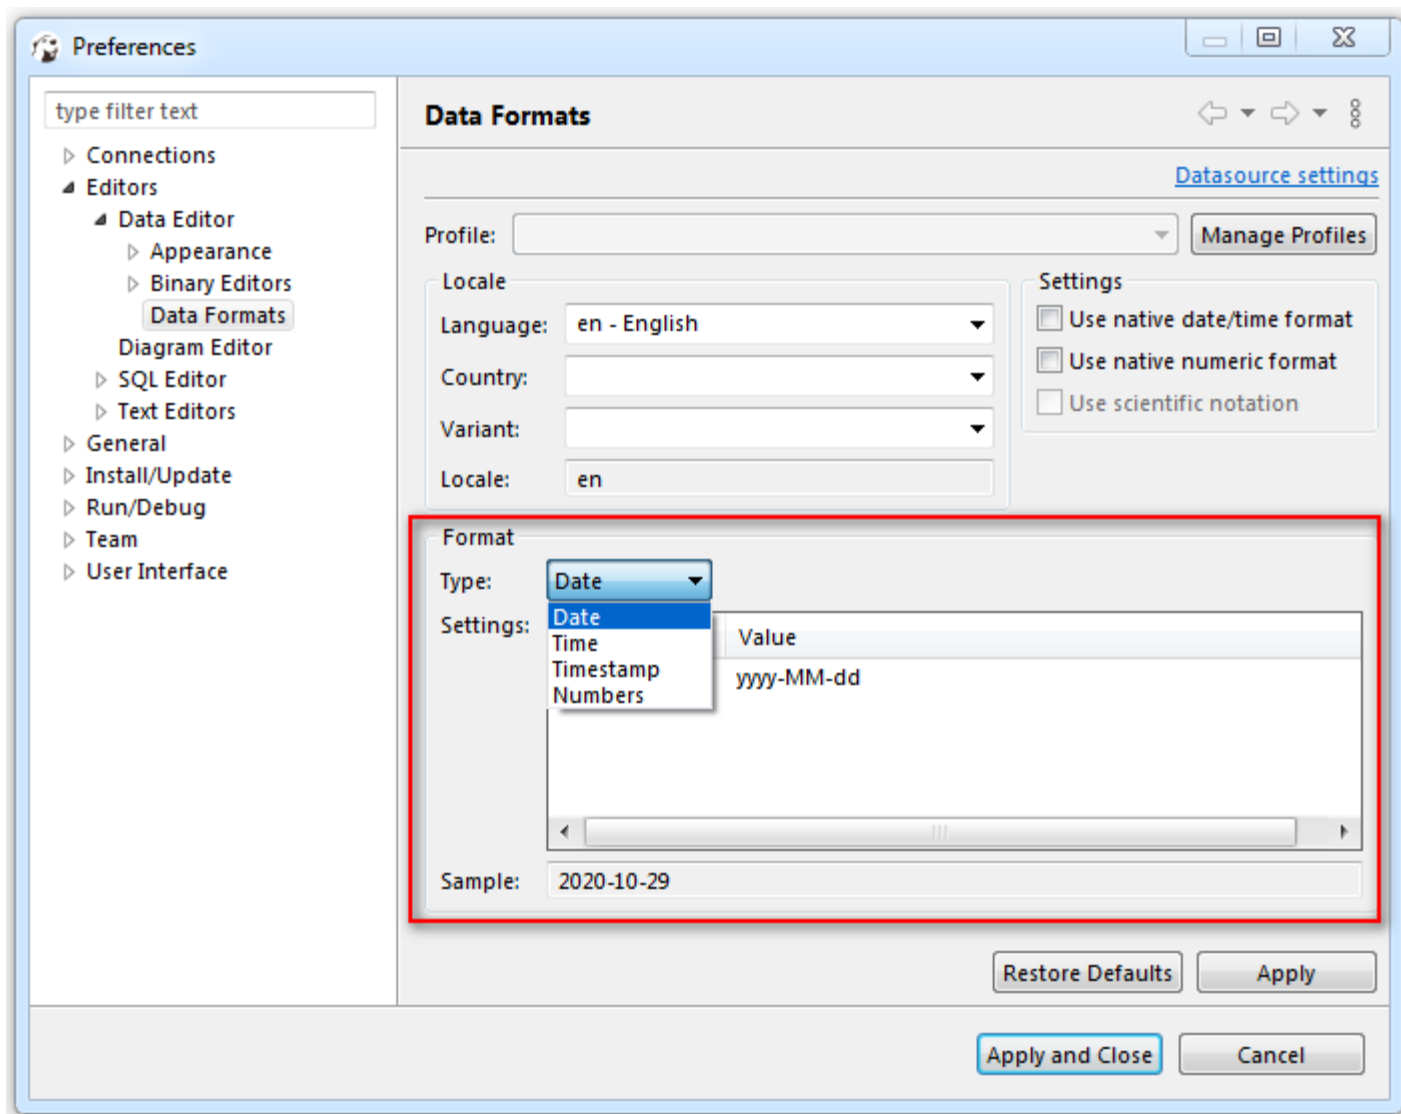 Preferences
type filter text
Connections
Editors
Data Editor
Appearance
Binary Editors
Data Formats
Diagram Editor
SQL Editor
Text Editors
General
Install/Update
Run/Debug
Team
User Interface
Data Formats
Datasource settings
Profile:
Manage Profiles
Locale
Language: en - English
Country:
Variant:
Locale: en
Settings
Use native date/time format
Use native numeric format
Use scientific notation
Format
Type: Date
Date
Time
Timestamp
Numbers
Settings:
Value
yyyy-MM-dd
Sample: 2020-10-29
Restore Defaults
Apply
Apply and Close
Cancel